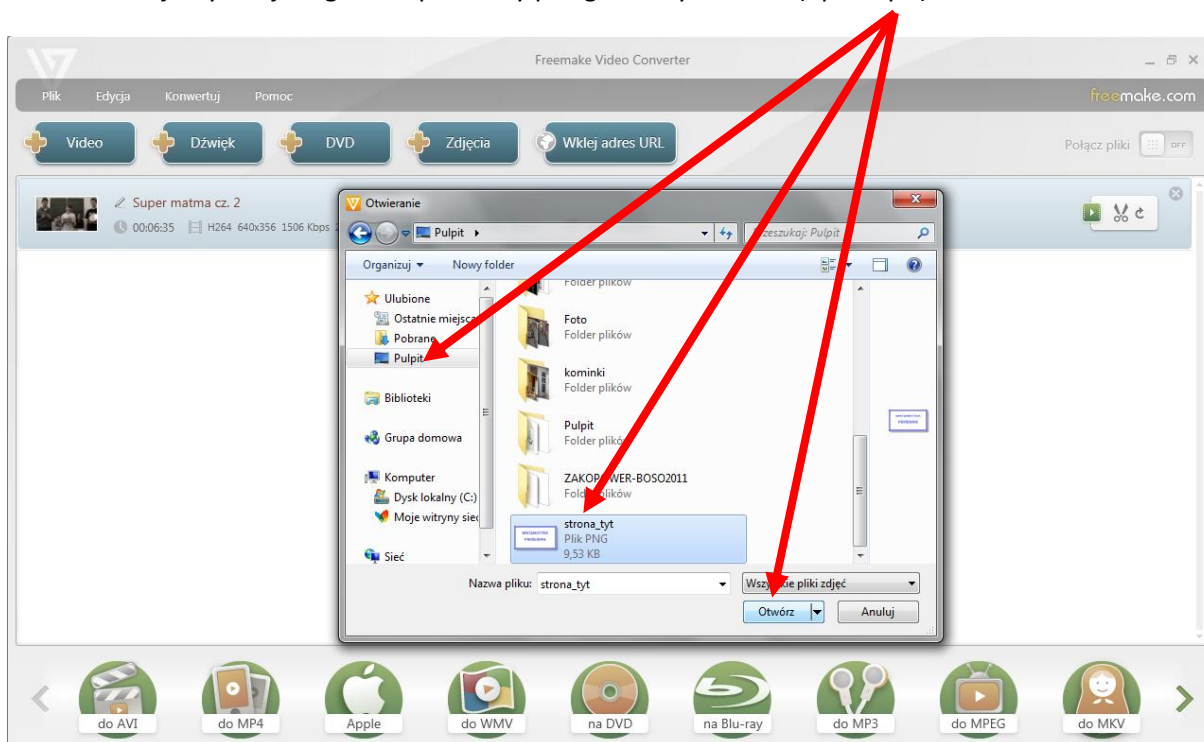 Freemake Video Converter
Plik Edycja Konwertuj Pomoc
freemake.com
Video Dźwięk DVD Zdjęcia Wklej adres URL
Połącz pliki OFF
Super matma cz. 2
00:06:35 H264 640x356 1506 Kbps
Otwieranie
Pulpit
Przeszukaj: Pulpit
Organizuj Nowy folder
Ulubione
Ostatnie miejsca
Pobrane
Pulpit
Biblioteki
Grupa domowa
Komputer
Dysk lokalny (C:)
Moje witryny sie
Sieć
Folder plików
Foto
Folder plików
kominki
Folder plików
Pulpit
Folder plików
ZAKOPOWER-BOSO2011
Folder plików
strona_tyt
Plik PNG
9,53 KB
Nazwa pliku: strona_tyt
Wszystkie pliki zdjęć
Otwórz Anuluj
do AVI do MP4 Apple do WMV na DVD na Blu-ray do MP3 do MPEG do MKV